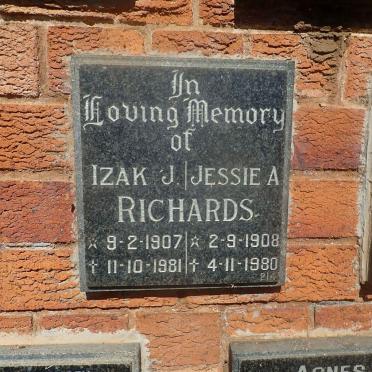 In
Loving Memory
of
IZAK J. JESSIE A
RICHARDS
☆ 9-2-1907 ☆ 2-9-1908
† 11-10-1981 † 4-11-1980
AGNES